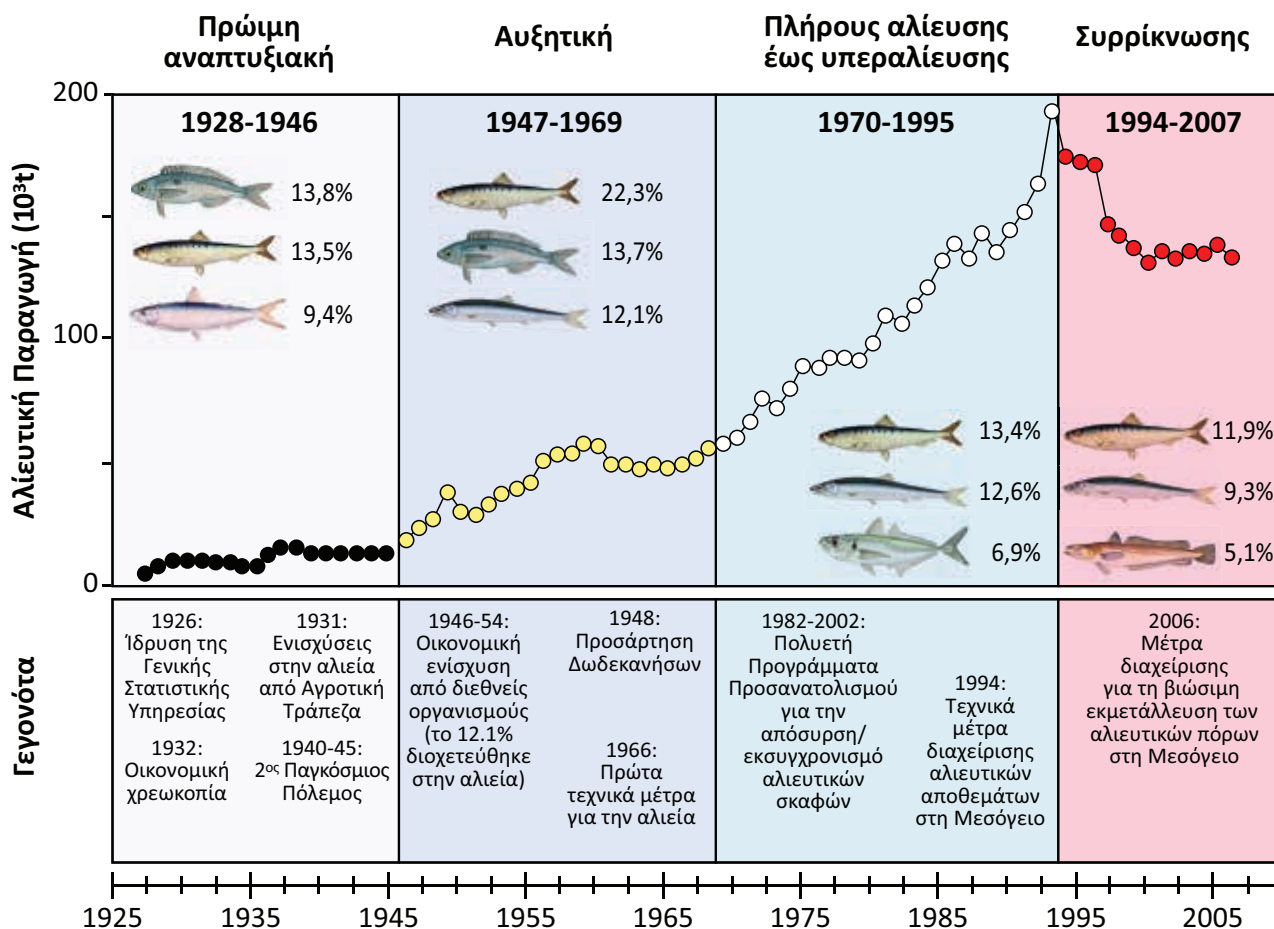 Πρώιμη
αναπτυξιακή
Αυξητική
Πλήρους αλίευσης
έως υπεραλίευσης
Συρρίκνωσης
Αλιευτική Παραγωγή (10³t)
200
100
0
1928-1946
13,8%
13,5%
9,4%
1947-1969
22,3%
13,7%
12,1%
1970-1995
13,4%
12,6%
6,9%
1994-2007
11,9%
9,3%
5,1%
Γεγονότα
1926:
Ίδρυση της
Γενικής
Στατιστικής
Υπηρεσίας
1931:
Ενισχύσεις
στην αλιεία
από Αγροτική
Τράπεζα
1932:
Οικονομική
χρεωκοπία
1940-45:
2ος Παγκόσμιος
Πόλεμος
1946-54:
Οικονομική
ενίσχυση
από διεθνείς
οργανισμούς
(το 12.1%
διοχετεύθηκε
στην αλιεία)
1948:
Προσάρτηση
Δωδεκανήσων
1966:
Πρώτα
τεχνικά μέτρα
για την αλιεία
1982-2002:
Πολυετή
Προγράμματα
Προσανατολισμού
για την
απόσυρση/
εκσυγχρονισμό
αλιευτικών
σκαφών
1994:
Τεχνικά
μέτρα
διαχείρισης
αλιευτικών
αποθεμάτων
στη Μεσόγειο
2006:
Μέτρα
διαχείρισης
για τη βιώσιμη
εκμετάλλευση των
αλιευτικών πόρων
στη Μεσόγειο
1925 1935 1945 1955 1965 1975 1985 1995 2005